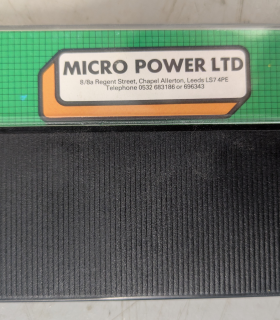 MICRO POWER LTD
8/8a Regent Street, Chapel Allerton, Leeds LS7 4PE
Telephone 0532 683186 or 696343